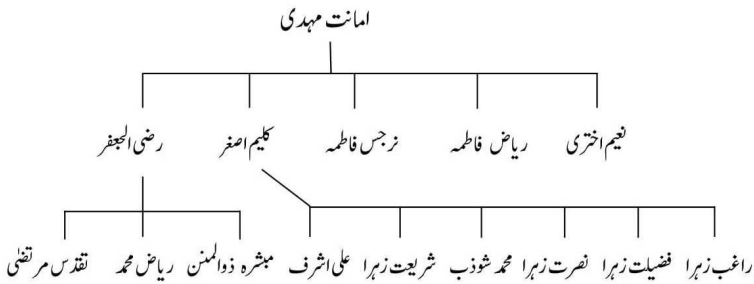 امانت مہدی
نعیم اختری ریاض فاطمہ نرجس فاطمہ کلیم اصغر رضی الجعفر
راغب زہرا فضیلت زہرا نصرت زہرا محمد شوذب شریعت زہرا علی اشرف مبشرہ ذوالمنن ریاض محمد تقدّس مرتضیٰ